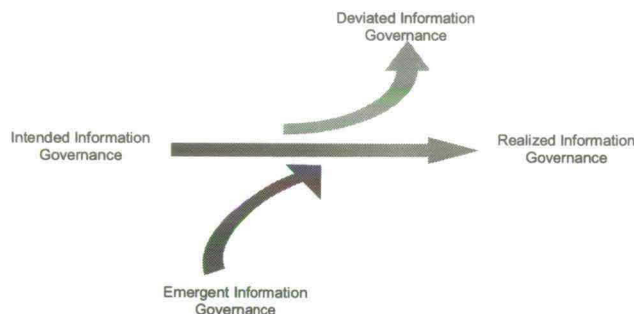 Deviated Information
Governance
Intended Information
Governance
Realized Information
Governance
Emergent Information
Governance